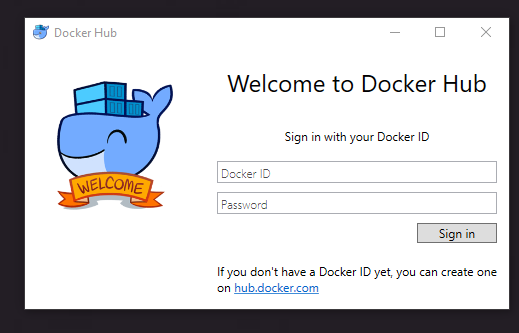 Docker Hub
Welcome to Docker Hub
Sign in with your Docker ID
Docker ID
WELCOME
Password
Sign in
If you don't have a Docker ID yet, you can create one
on hub.docker.com